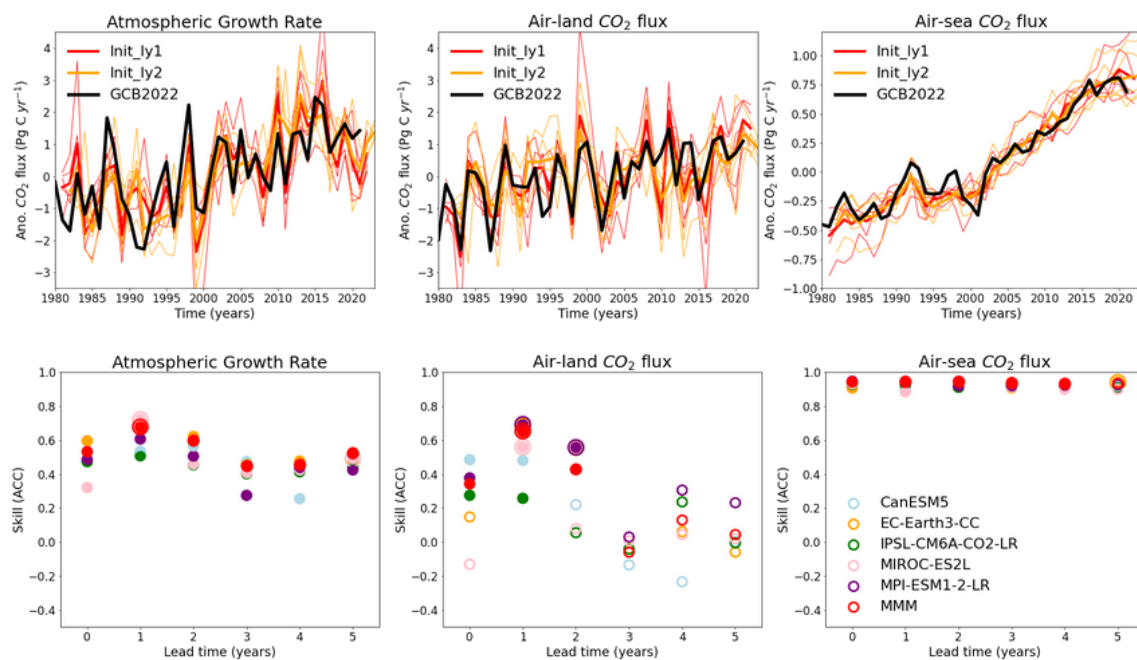 Atmospheric Growth Rate
Ano. CO₂ flux (Pg C yr⁻¹)
4
3
2
1
0
−1
−2
−3
Init_ly1
Init_ly2
GCB2022
1980 1985 1990 1995 2000 2005 2010 2015 2020
Time (years)
Air-land CO₂ flux
Ano. CO₂ flux (Pg C yr⁻¹)
4
3
2
1
0
−1
−2
−3
Init_ly1
Init_ly2
GCB2022
1980 1985 1990 1995 2000 2005 2010 2015 2020
Time (years)
Air-sea CO₂ flux
Ano. CO₂ flux (Pg C yr⁻¹)
1.00
0.75
0.50
0.25
0.00
−0.25
−0.50
−0.75
−1.00
Init_ly1
Init_ly2
GCB2022
1980 1985 1990 1995 2000 2005 2010 2015 2020
Time (years)
Atmospheric Growth Rate
Skill (ACC)
1.0
0.8
0.6
0.4
0.2
0.0
−0.2
−0.4
0 1 2 3 4 5
Lead time (years)
Air-land CO₂ flux
Skill (ACC)
1.0
0.8
0.6
0.4
0.2
0.0
−0.2
−0.4
0 1 2 3 4 5
Lead time (years)
Air-sea CO₂ flux
Skill (ACC)
1.0
0.8
0.6
0.4
0.2
0.0
−0.2
−0.4
CanESM5
EC-Earth3-CC
IPSL-CM6A-CO2-LR
MIROC-ES2L
MPI-ESM1-2-LR
MMM
0 1 2 3 4 5
Lead time (years)